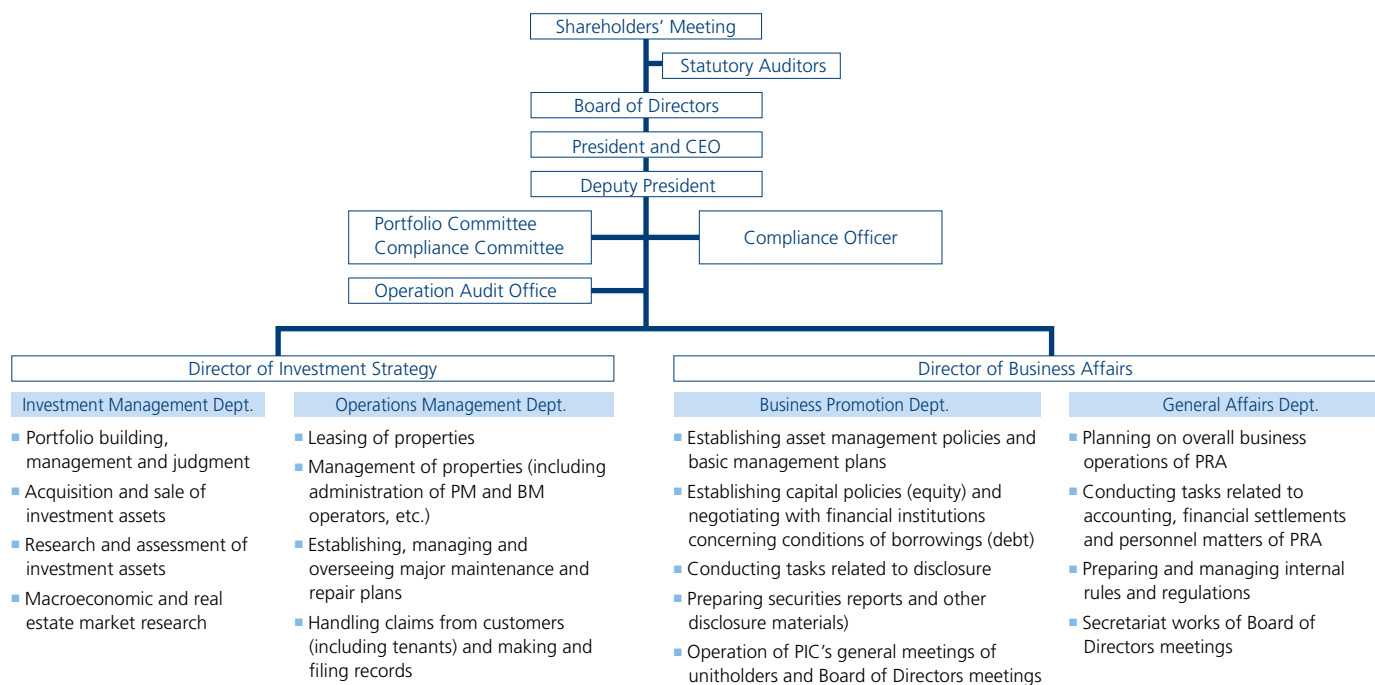 Shareholders' Meeting
Statutory Auditors
Board of Directors
President and CEO
Deputy President
Portfolio Committee
Compliance Committee
Compliance Officer
Operation Audit Office
Director of Investment Strategy
Investment Management Dept.
■ Portfolio building,
management and judgment
■ Acquisition and sale of
investment assets
■ Research and assessment of
investment assets
■ Macroeconomic and real
estate market research
Operations Management Dept.
■ Leasing of properties
■ Management of properties (including
administration of PM and BM
operators, etc.)
■ Establishing, managing and
overseeing major maintenance and
repair plans
■ Handling claims from customers
(including tenants) and making and
filing records
Director of Business Affairs
Business Promotion Dept.
■ Establishing asset management policies and
basic management plans
■ Establishing capital policies (equity) and
negotiating with financial institutions
concerning conditions of borrowings (debt)
■ Conducting tasks related to disclosure
■ Preparing securities reports and other
disclosure materials)
■ Operation of PIC's general meetings of
unitholders and Board of Directors meetings
General Affairs Dept.
■ Planning on overall business
operations of PRA
■ Conducting tasks related to
accounting, financial settlements
and personnel matters of PRA
■ Preparing and managing internal
rules and regulations
■ Secretariat works of Board of
Directors meetings